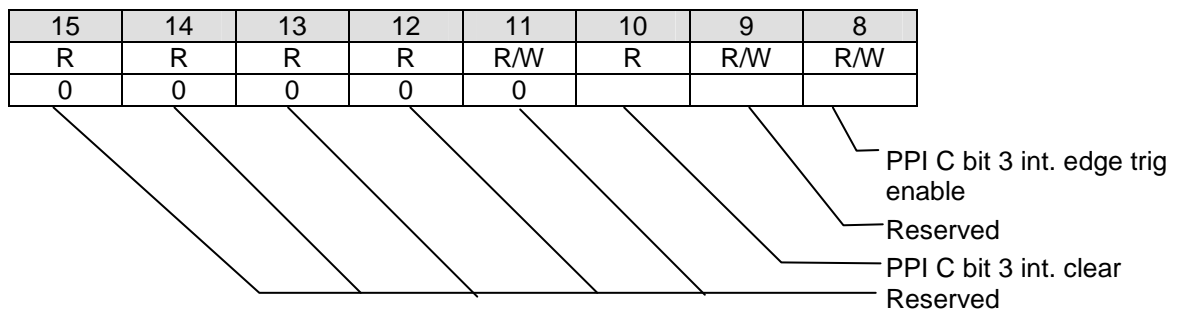 15 14 13 12 11 10 9 8
R R R R R/W R R/W R/W
0 0 0 0 0
PPI C bit 3 int. edge trig
enable
Reserved
PPI C bit 3 int. clear
Reserved